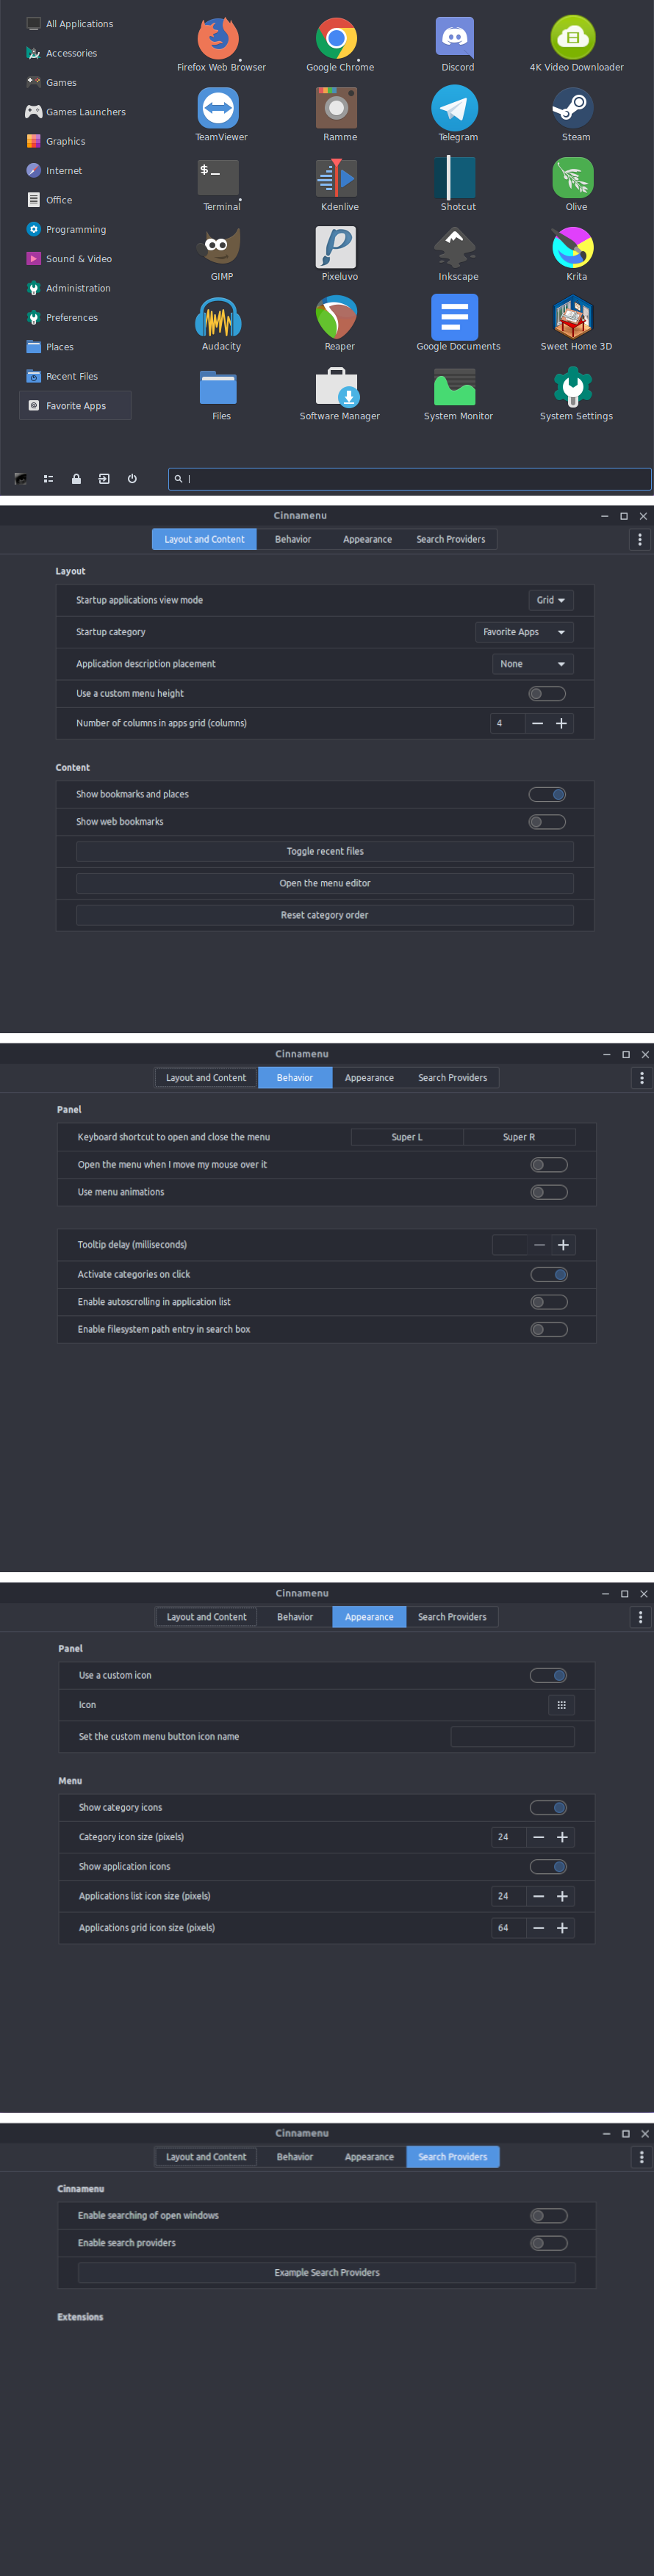 All Applications
Accessories
Games
Games Launchers
Graphics
Internet
Office
Programming
Sound & Video
Administration
Preferences
Places
Recent Files
Favorite Apps
Firefox Web Browser
Google Chrome
Discord
4K Video Downloader
TeamViewer
Ramme
Telegram
Steam
$_
Terminal
Kdenlive
Shotcut
Olive
GIMP
Pixeluvo
Inkscape
Krita
Audacity
Reaper
Google Documents
Sweet Home 3D
Files
Software Manager
System Monitor
System Settings
Cinnamenu
Layout and Content Behavior Appearance Search Providers
Layout
Startup applications view mode Grid
Startup category Favorite Apps
Application description placement None
Use a custom menu height
Number of columns in apps grid (columns) 4
Content
Show bookmarks and places
Show web bookmarks
Toggle recent files
Open the menu editor
Reset category order
Cinnamenu
Layout and Content Behavior Appearance Search Providers
Panel
Keyboard shortcut to open and close the menu Super L Super R
Open the menu when I move my mouse over it
Use menu animations
Tooltip delay (milliseconds)
Activate categories on click
Enable autoscrolling in application list
Enable filesystem path entry in search box
Cinnamenu
Layout and Content Behavior Appearance Search Providers
Panel
Use a custom icon
Icon
Set the custom menu button icon name
Menu
Show category icons
Category icon size (pixels) 24
Show application icons
Applications list icon size (pixels) 24
Applications grid icon size (pixels) 64
Cinnamenu
Layout and Content Behavior Appearance Search Providers
Cinnamenu
Enable searching of open windows
Enable search providers
Example Search Providers
Extensions